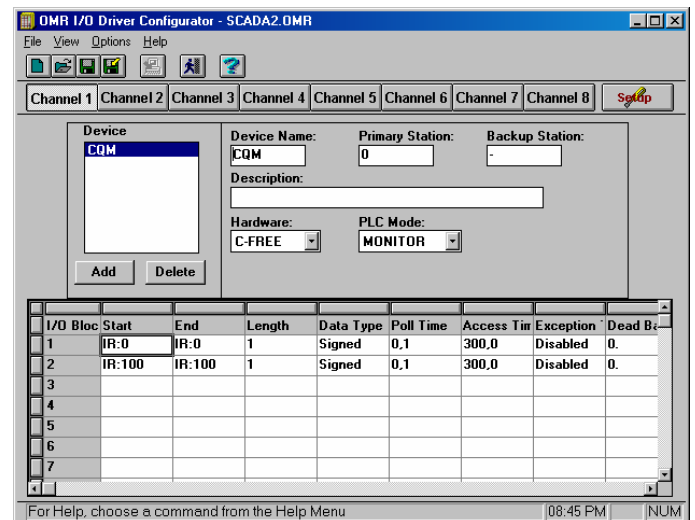 OMR I/O Driver Configurator - SCADA2.OMR
File View Options Help
Channel 1 Channel 2 Channel 3 Channel 4 Channel 5 Channel 6 Channel 7 Channel 8 Setup
Device
CQM
Add Delete
Device Name: Primary Station: Backup Station:
CQM 0 -
Description:
Hardware: PLC Mode:
C-FREE MONITOR
I/O Bloc Start End Length Data Type Poll Time Access Tim Exception Dead Ba
1 IR:0 IR:0 1 Signed 0,1 300,0 Disabled 0.
2 IR:100 IR:100 1 Signed 0,1 300,0 Disabled 0.
3
4
5
6
7
For Help, choose a command from the Help Menu 08:45 PM NUM